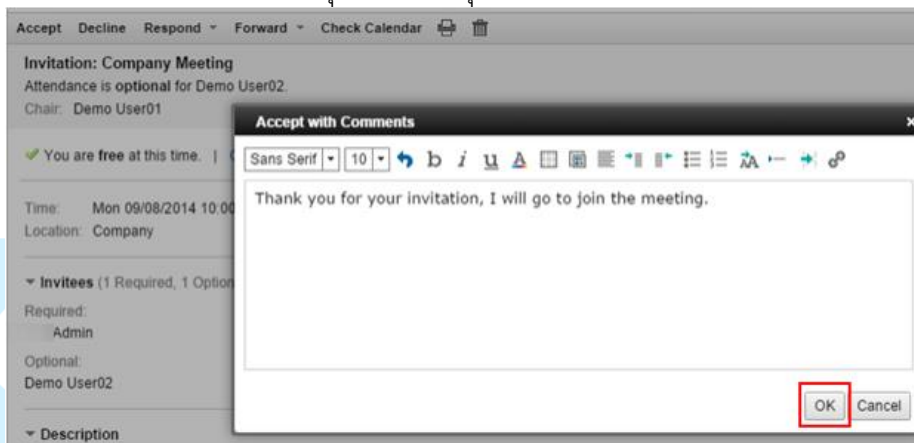 Accept Decline Respond Forward Check Calendar
Invitation: Company Meeting
Attendance is optional for Demo User02.
Chair: Demo User01
Accept with Comments
You are free at this time. |
Sans Serif 10 b i u A
Thank you for your invitation, I will go to join the meeting.
Time: Mon 09/08/2014 10:00
Location: Company
Invitees (1 Required, 1 Option
Required:
Admin
Optional:
Demo User02
OK Cancel
Description